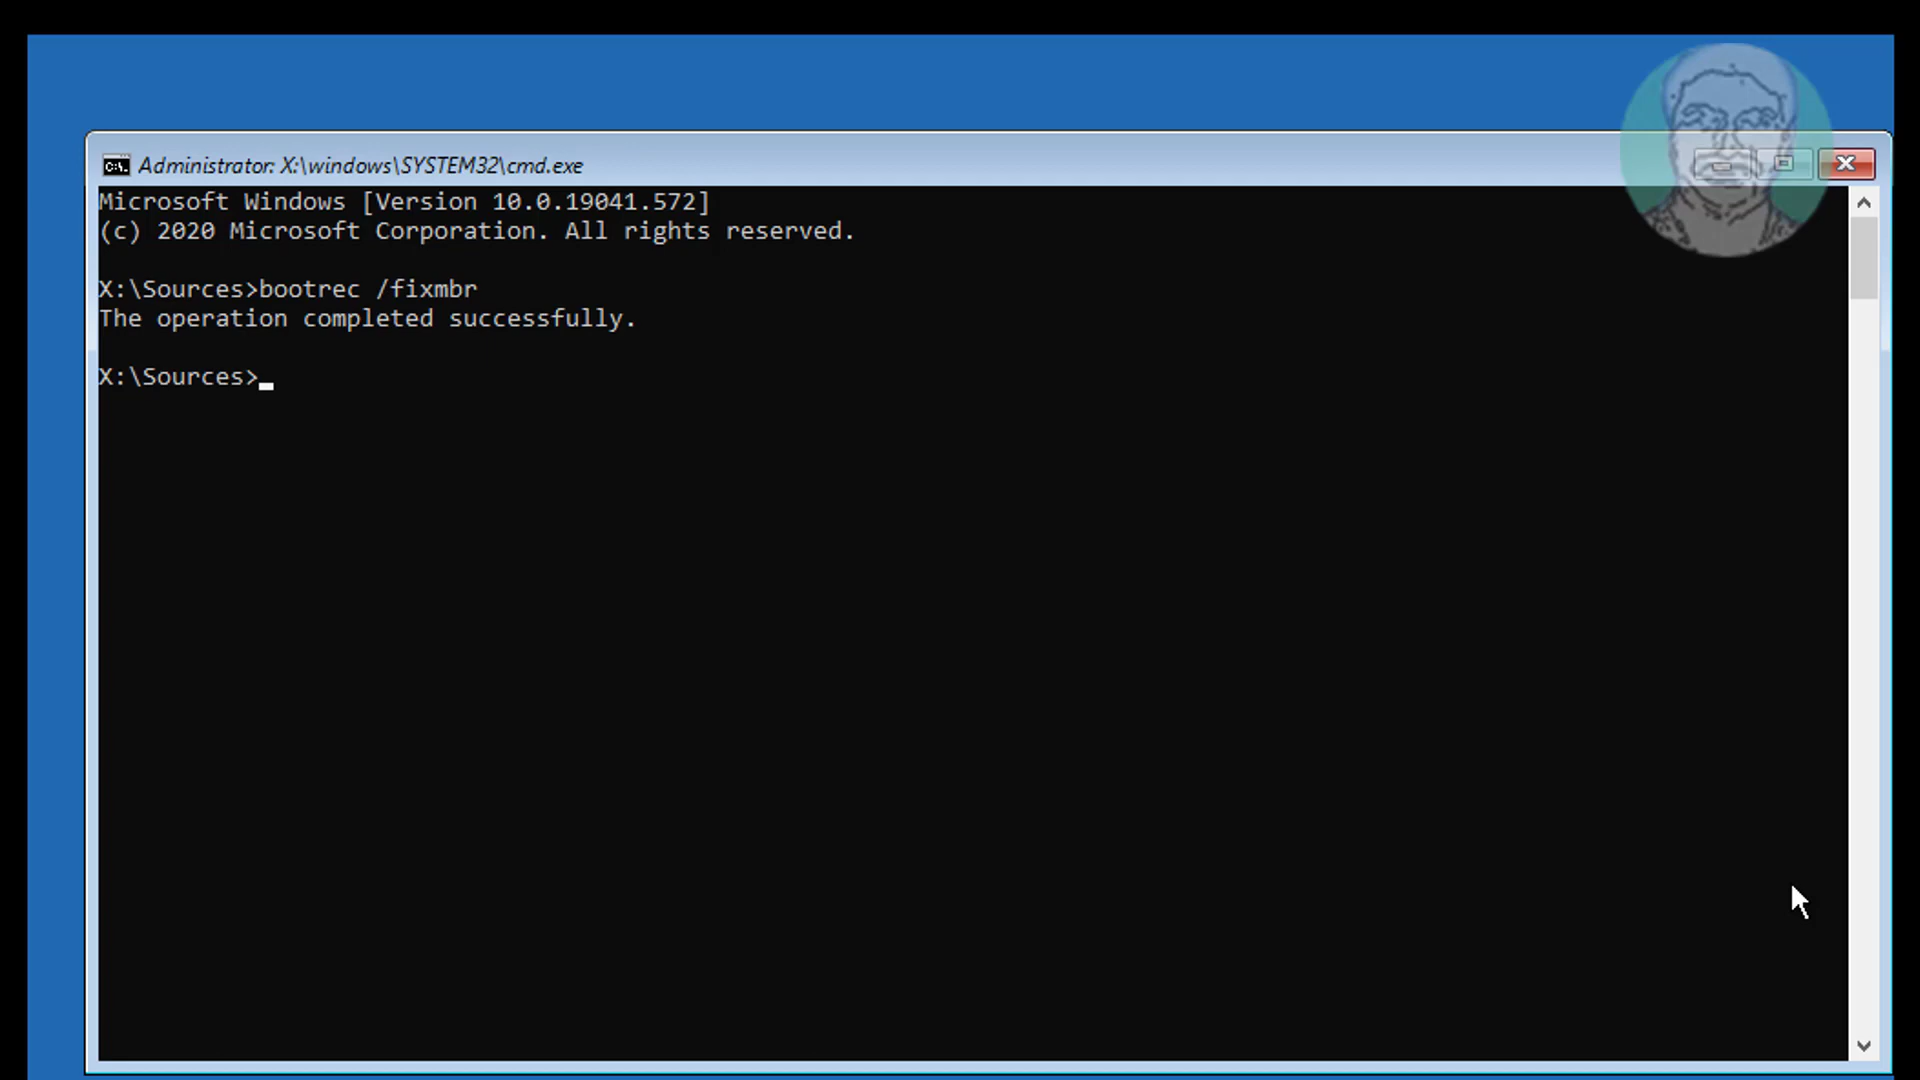 Administrator: X:\windows\SYSTEM32\cmd.exe
Microsoft Windows [Version 10.0.19041.572]
(c) 2020 Microsoft Corporation. All rights reserved.
X:\Sources>bootrec /fixmbr
The operation completed successfully.
X:\Sources>